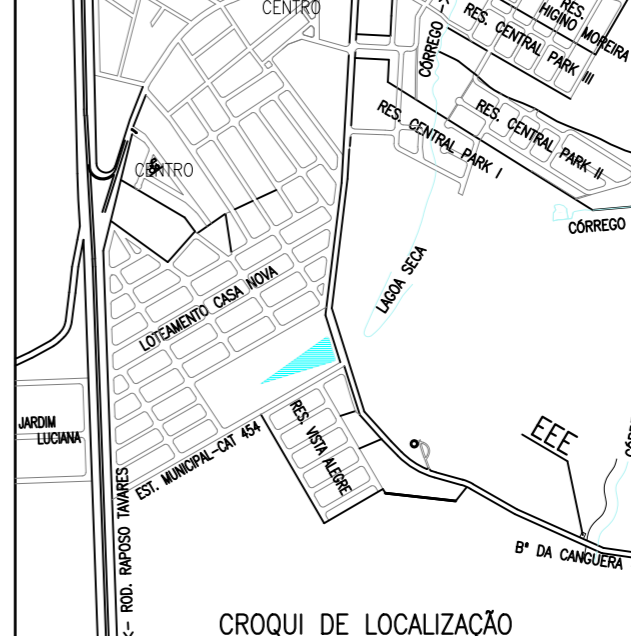 CENTRO
RES.
HIGINO MOREIRA
RES. CENTRAL PARK III
CÓRREGO
RES. CENTRAL PARK I
RES. CENTRAL PARK II
CENTRO
CÓRREGO
LAGOA SECA
LOTEAMENTO CASA NOVA
JARDIM
LUCIANA
EST. MUNICIPAL-CAT 454
RES. VISTA ALEGRE
EEE
ROD. RAPOSO TAVARES
Bº DA CANGUERA
CROQUI DE LOCALIZAÇÃO